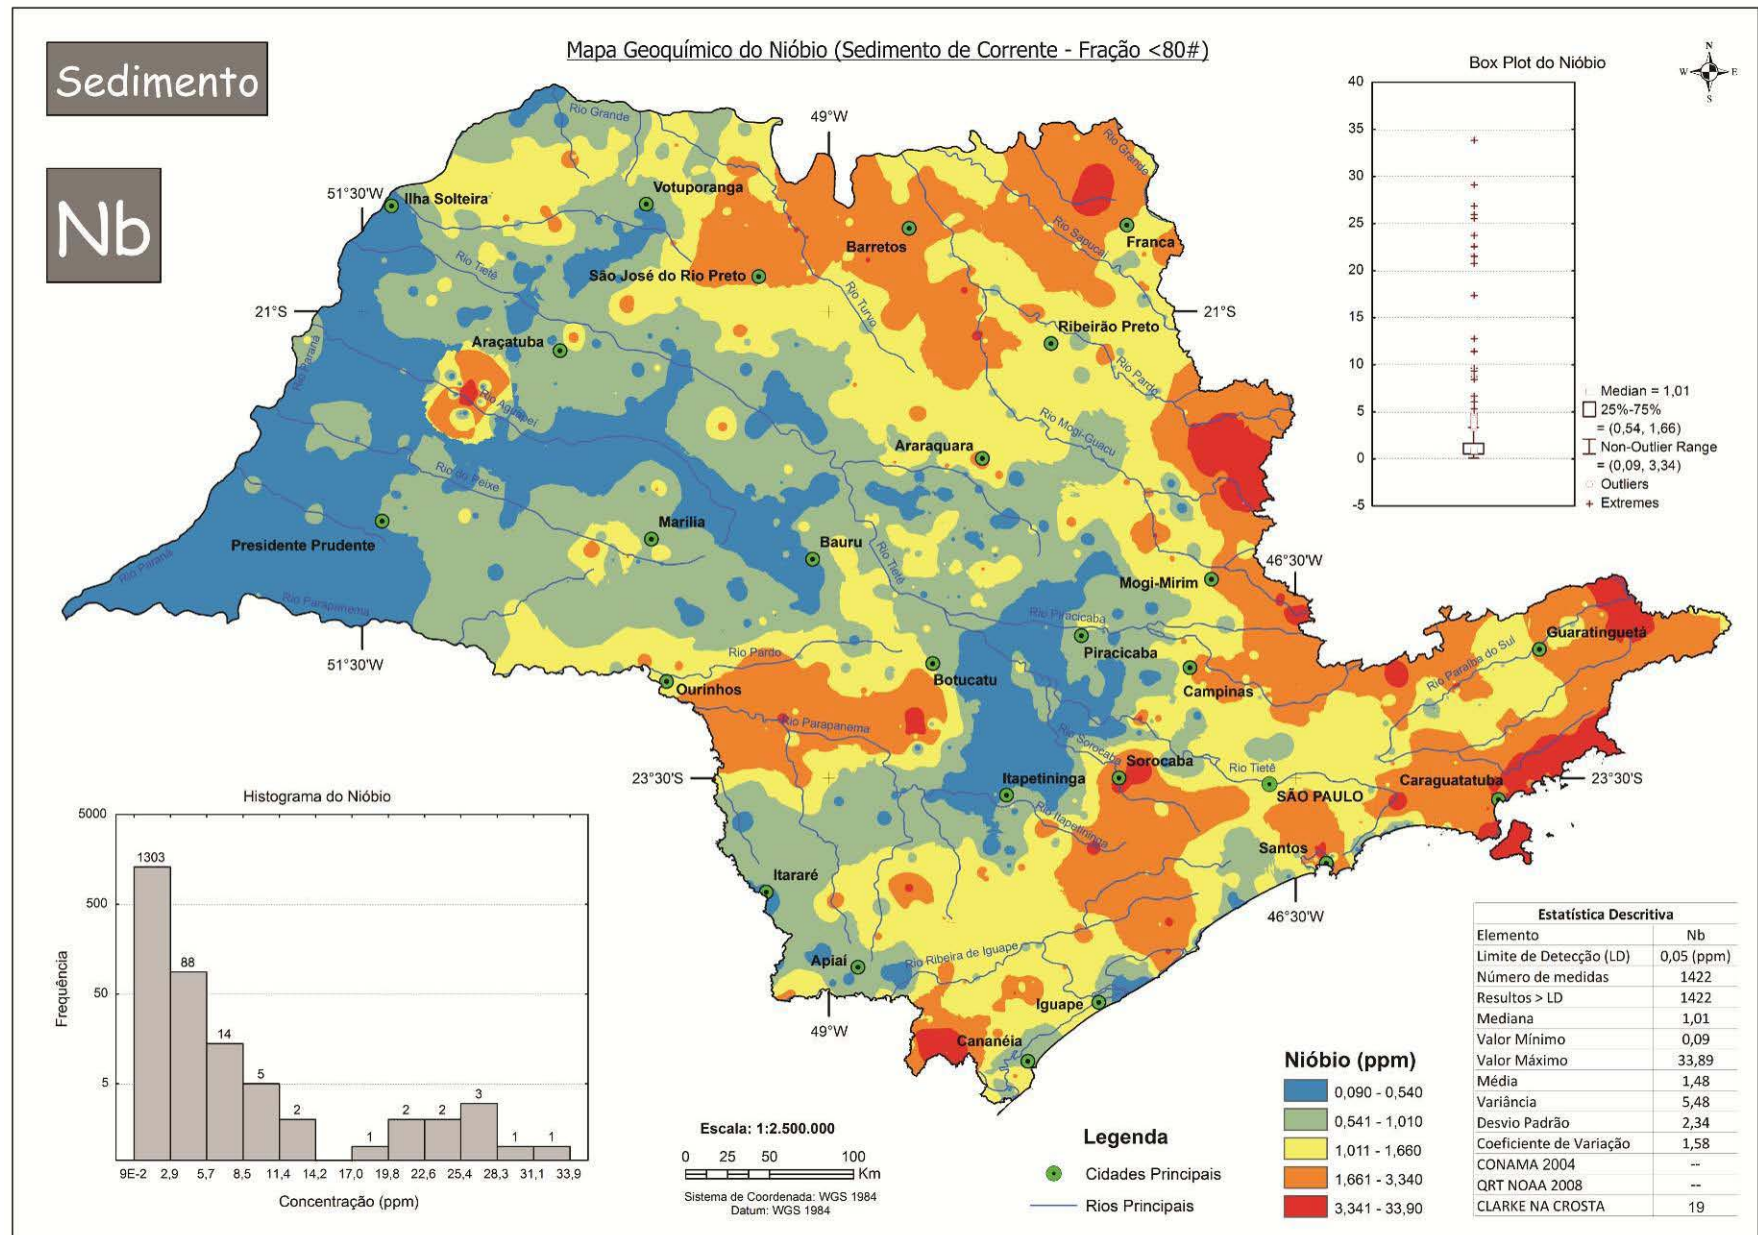 Mapa Geoquímico do Nióbio (Sedimento de Corrente - Fração <80#)
Sedimento
Nb
Box Plot do Nióbio
N
W
E
S
40
35
30
25
20
15
10
5
0
-5
Median = 1,01
25%-75%
= (0,54, 1,66)
Non-Outlier Range
= (0,09, 3,34)
Outliers
Extremes
49°W
51°30'W
21°S
21°S
46°30'W
51°30'W
23°30'S
23°30'S
46°30'W
49°W
Rio Grande
Rio Grande
Ilha Solteira
Votuporanga
Barretos
Franca
Rio Sapucaí
Rio Tietê
São José do Rio Preto
Rio Turvo
Ribeirão Preto
Araçatuba
Rio Paraná
Rio Pardo
Rio Aguapeí
Rio Mogi-Guaçu
Araraquara
Rio do Peixe
Marília
Presidente Prudente
Bauru
Rio Tietê
Mogi-Mirim
Rio Paraná
Rio Parapanema
Rio Piracicaba
Piracicaba
Guaratinguetá
Rio Paraíba do Sul
Rio Pardo
Botucatu
Ourinhos
Campinas
Rio Parapanema
Rio Sorocaba
Sorocaba
Rio Tietê
Itapetininga
SÃO PAULO
Caraguatatuba
Rio Itapetininga
Santos
Itararé
Apiaí
Rio Ribeira de Iguape
Iguape
Cananéia
Histograma do Nióbio
Frequência
5000
500
50
5
1303
88
14
5
2
1
2
2
3
1
1
9E-2 2,9 5,7 8,5 11,4 14,2 17,0 19,8 22,6 25,4 28,3 31,1 33,9
Concentração (ppm)
Escala: 1:2.500.000
0 25 50 100
Km
Sistema de Coordenada: WGS 1984
Datum: WGS 1984
Legenda
Cidades Principais
Rios Principais
Nióbio (ppm)
0,090 - 0,540
0,541 - 1,010
1,011 - 1,660
1,661 - 3,340
3,341 - 33,90
Estatística Descritiva
Elemento Nb
Limite de Detecção (LD) 0,05 (ppm)
Número de medidas 1422
Resultos > LD 1422
Mediana 1,01
Valor Mínimo 0,09
Valor Máximo 33,89
Média 1,48
Variância 5,48
Desvio Padrão 2,34
Coeficiente de Variação 1,58
CONAMA 2004 --
QRT NOAA 2008 --
CLARKE NA CROSTA 19